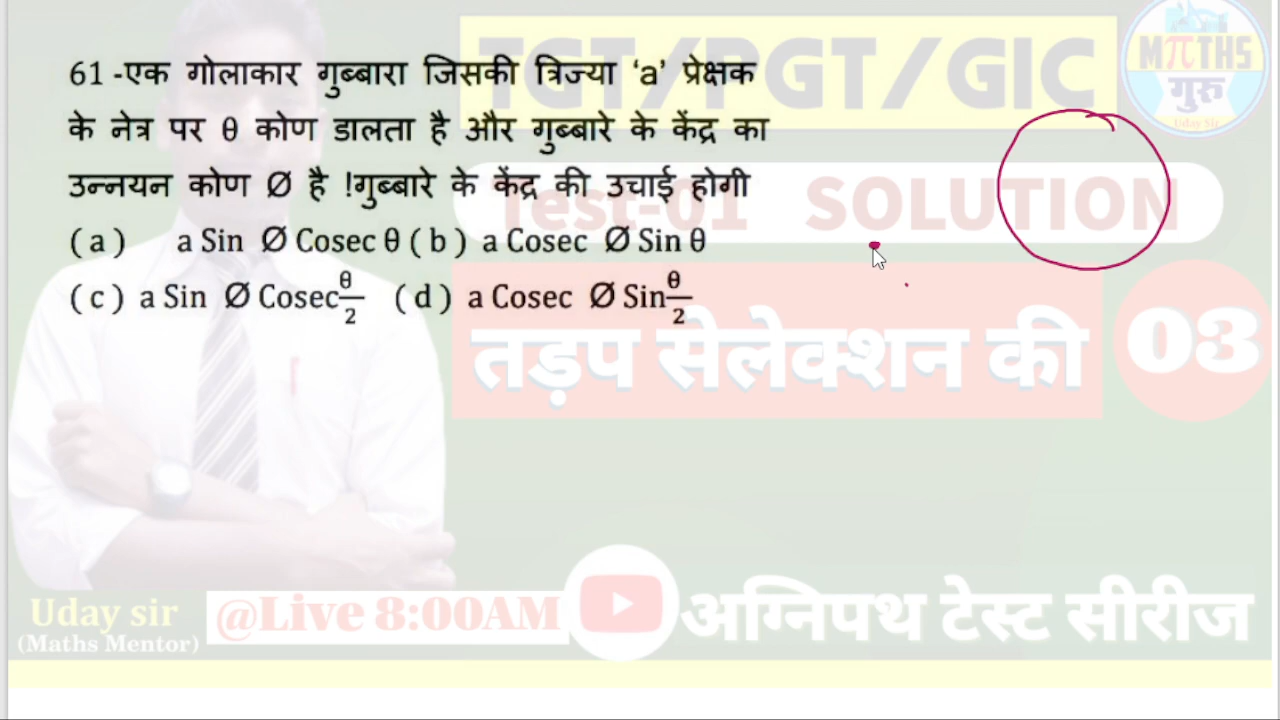 61 -एक गोलाकार गुब्बारा जिसकी त्रिज्या ‘a’ प्रेक्षक
के नेत्र पर θ कोण डालता है और गुब्बारे के केंद्र का
उन्नयन कोण Ø है !गुब्बारे के केंद्र की उचाई होगी
( a ) a Sin Ø Cosec θ ( b ) a Cosec Ø Sin θ
( c ) a Sin Ø Cosec θ/2 ( d ) a Cosec Ø Sin θ/2
TGT/PGT/GIC
MπTHS
गुरु
Uday Sir
Test-01 SOLUTION
तड़प सेलेक्शन की 03
Uday sir
(Maths Mentor)
@Live 8:00AM
अग्निपथ टेस्ट सीरीज